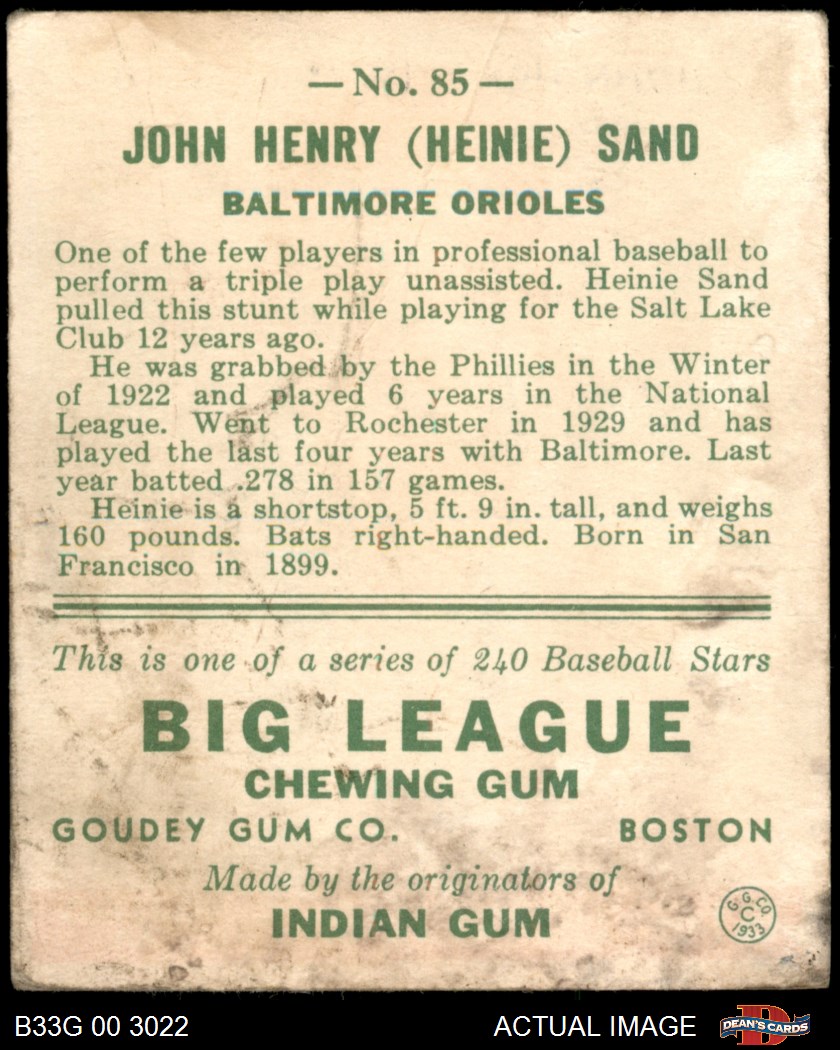 — No. 85 —
JOHN HENRY (HEINIE) SAND
BALTIMORE ORIOLES
One of the few players in professional baseball to
perform a triple play unassisted. Heinie Sand
pulled this stunt while playing for the Salt Lake
Club 12 years ago.
He was grabbed by the Phillies in the Winter
of 1922 and played 6 years in the National
League. Went to Rochester in 1929 and has
played the last four years with Baltimore. Last
year batted .278 in 157 games.
Heinie is a shortstop, 5 ft. 9 in. tall, and weighs
160 pounds. Bats right-handed. Born in San
Francisco in 1899.
This is one of a series of 240 Baseball Stars
BIG LEAGUE
CHEWING GUM
GOUDEY GUM CO. BOSTON
Made by the originators of
INDIAN GUM
G. G. CO.
C
1933
B33G 00 3022 ACTUAL IMAGE D DEAN'S CARDS